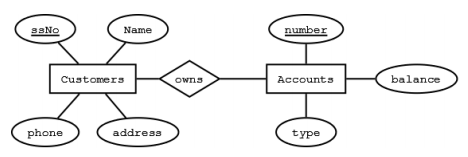 ssNo
Name
number
Customers
owns
Accounts
balance
phone
address
type